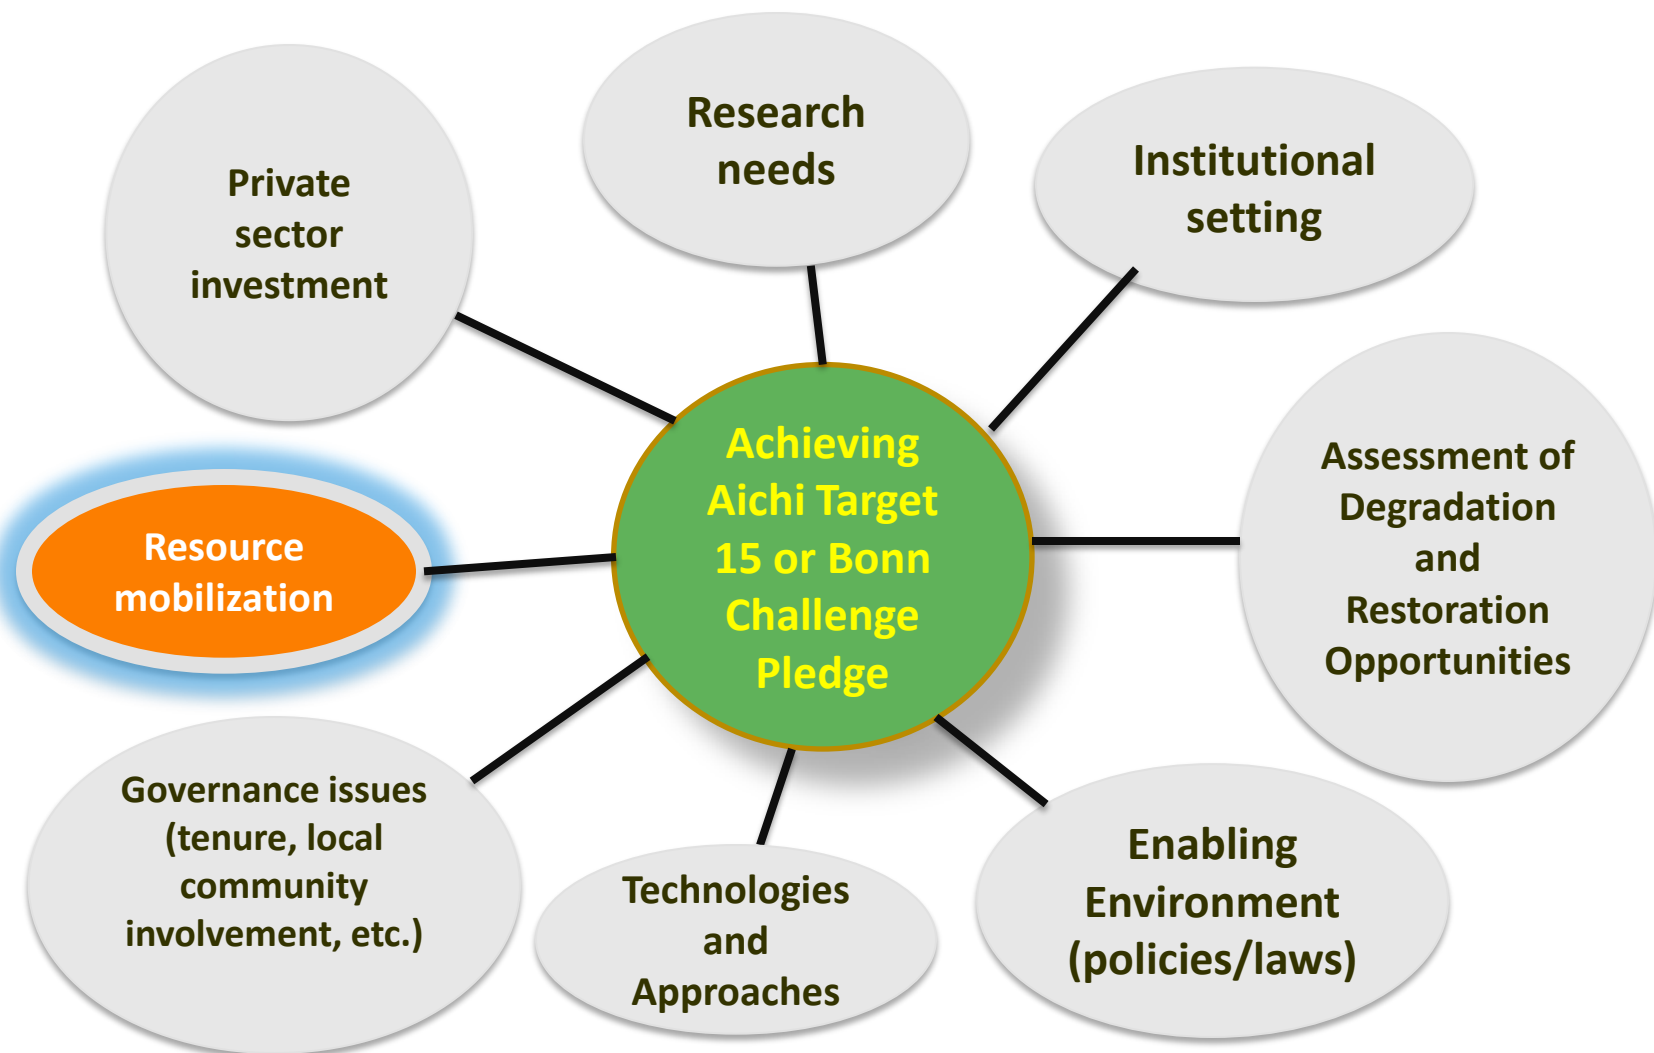 Research
needs
Institutional
setting
Private
sector
investment
Achieving
Aichi Target
15 or Bonn
Challenge
Pledge
Assessment of
Degradation
and
Restoration
Opportunities
Resource
mobilization
Governance issues
(tenure, local
community
involvement, etc.)
Technologies
and
Approaches
Enabling
Environment
(policies/laws)